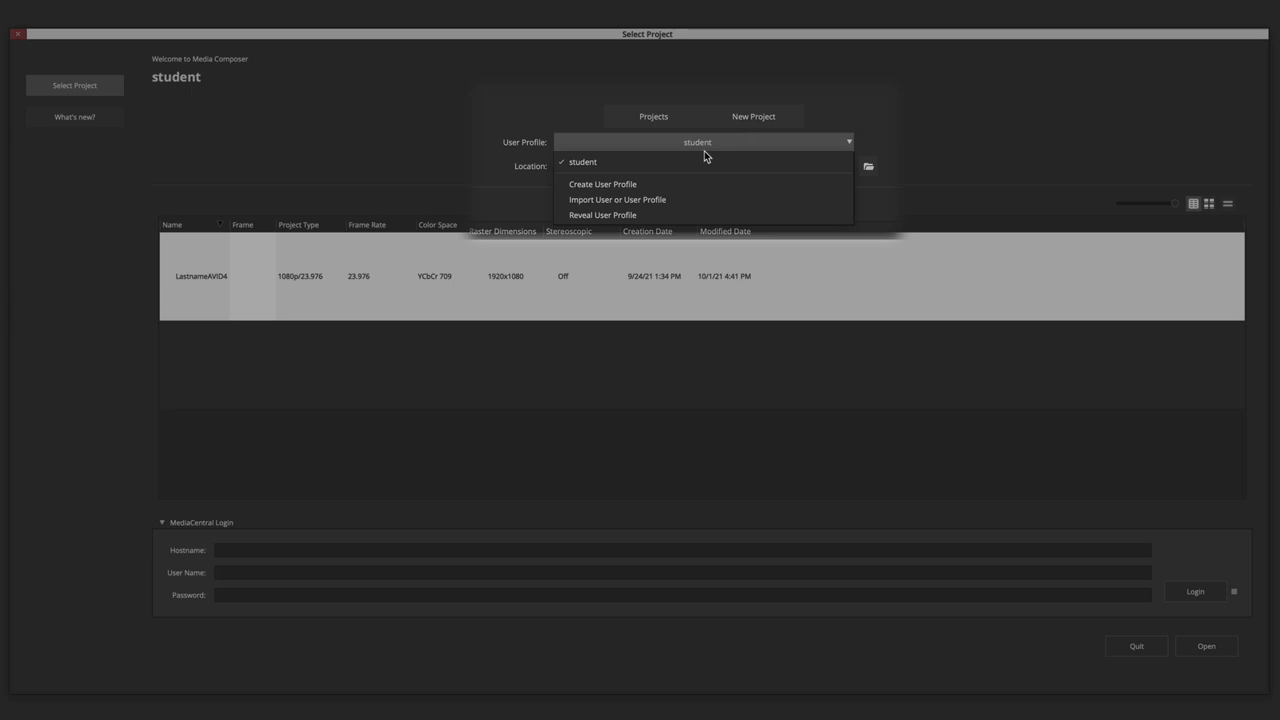 Select Project
Welcome to Media Composer
student
Select Project
What's new?
Projects
New Project
User Profile:
student
Location:
✓ student
Create User Profile
Import User or User Profile
Reveal User Profile
Name Frame Project Type Frame Rate Color Space Raster Dimensions Stereoscopic Creation Date Modified Date
LastnameAVID4 1080p/23.976 23.976 YCbCr 709 1920x1080 Off 9/24/21 1:34 PM 10/1/21 4:41 PM
MediaCentral Login
Hostname:
User Name:
Password:
Login
Quit
Open